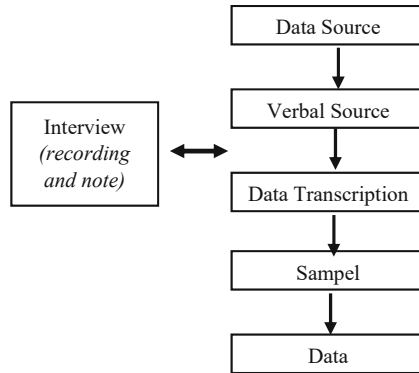 Data Source
Verbal Source
Interview
(recording
and note)
Data Transcription
Sampel
Data